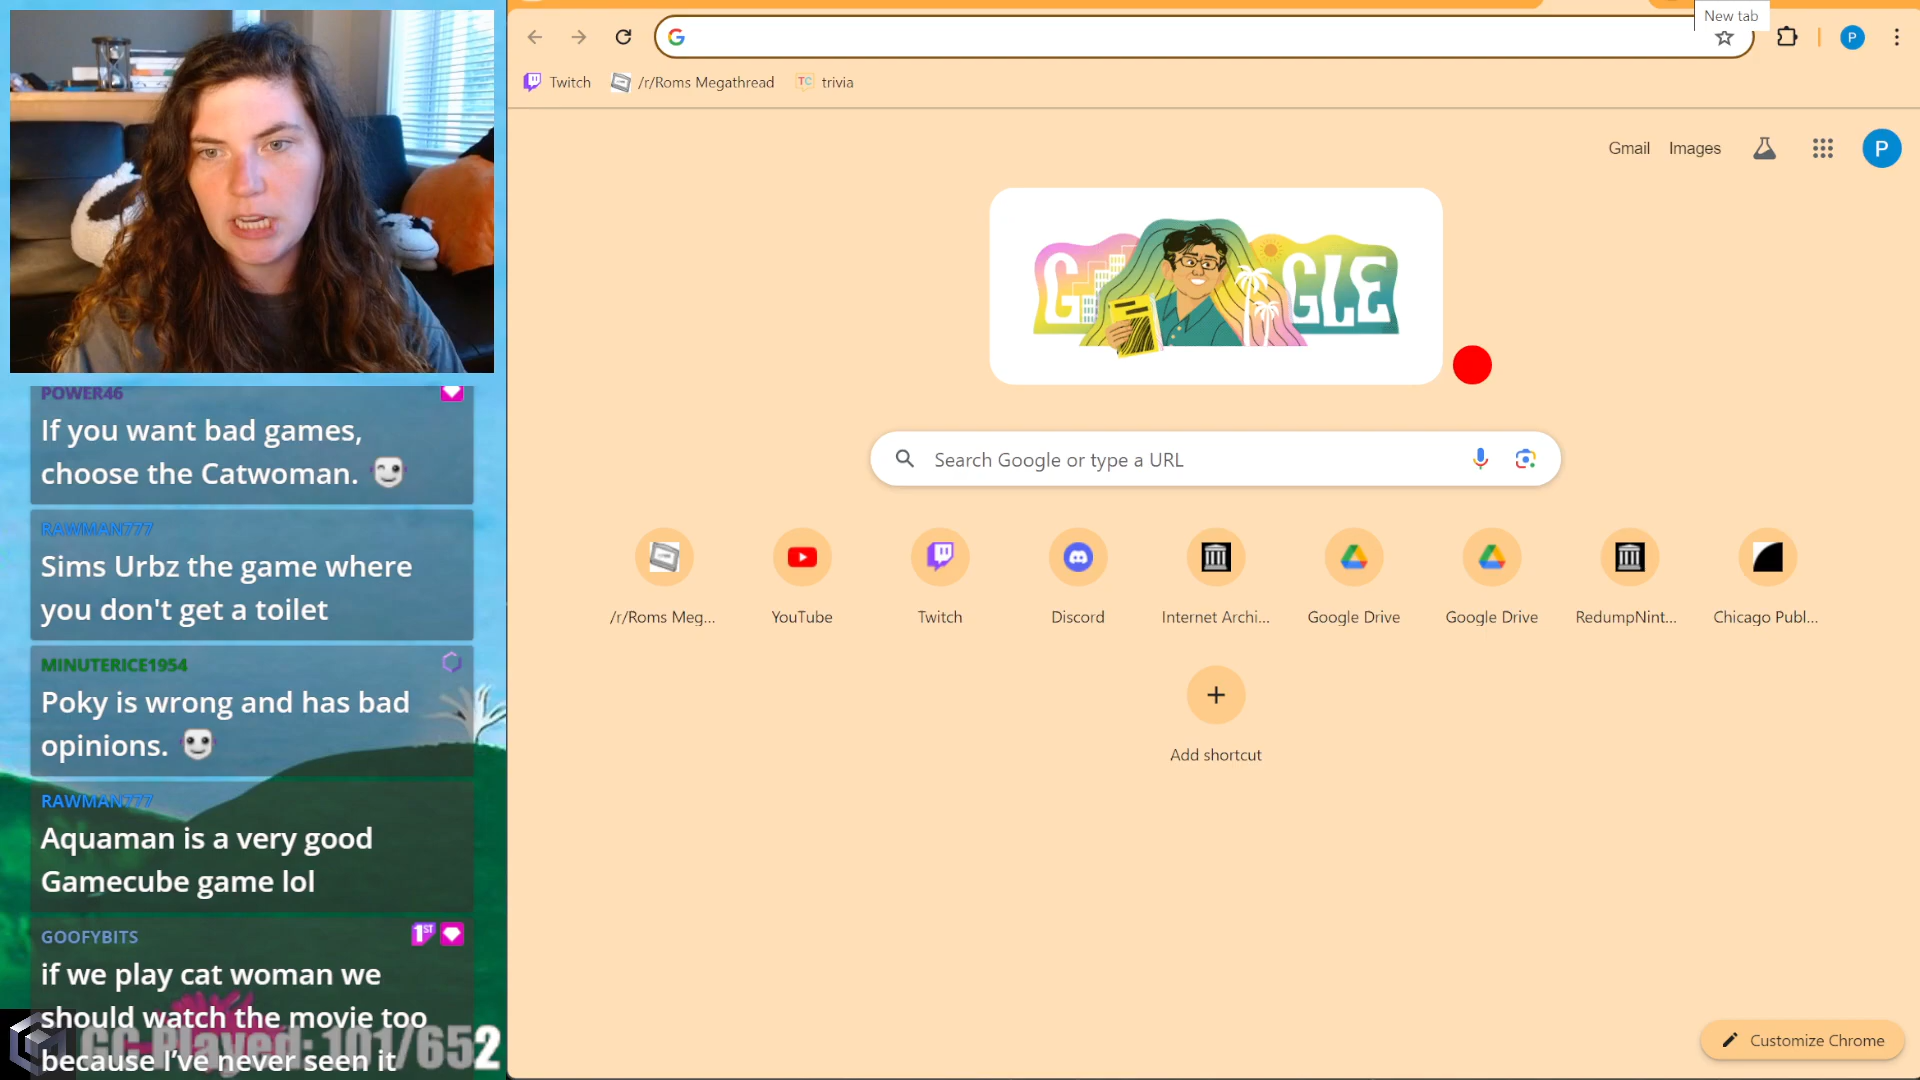 New tab
Twitch
/r/Roms Megathread
TC
trivia
P
Gmail
Images
P
GOOGLE
Search Google or type a URL
/r/Roms Meg...
YouTube
Twitch
Discord
Internet Archi...
Google Drive
Google Drive
RedumpNint...
Chicago Publ...
Add shortcut
Customize Chrome
POWER46
If you want bad games,
choose the Catwoman.
RAWMAN777
Sims Urbz the game where
you don't get a toilet
MINUTERICE1954
Poky is wrong and has bad
opinions.
RAWMAN777
Aquaman is a very good
Gamecube game lol
GOOFYBITS
1ST
if we play cat woman we
should watch the movie too
because I've never seen it
GC Played: 101/652